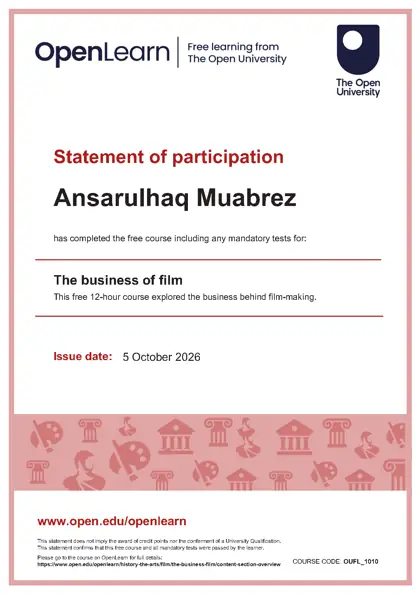 OpenLearn
Free learning from
The Open University
The Open
University
Statement of participation
Ansarulhaq Muabrez
has completed the free course including any mandatory tests for:
The business of film
This free 12-hour course explored the business behind film-making.
Issue date: 5 October 2026
www.open.edu/openlearn
This statement does not imply the award of credit points nor the conferment of a University Qualification.
This statement confirms that this free course and all mandatory tests were passed by the learner.
Please go to the course on OpenLearn for full details:
https://www.open.edu/openlearn/history-the-arts/film/the-business-film/content-section-overview
COURSE CODE OUFL_1010